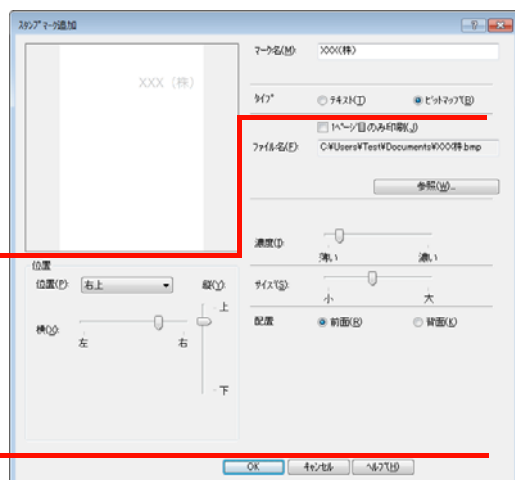 スタンプマーク追加
マーク名(M): XXX(株)
XXX (株)
タイプ テキスト(T) ビットマップ(B)
1ページ目のみ印刷(J)
ファイル名(F): C:¥Users¥Test¥Documents¥XXX株.bmp
参照(W)...
濃度(I)
薄い 濃い
位置
位置(P): 右上 縦(Y):
サイズ(S):
上
小 大
横(X):
配置 前面(R) 背面(K)
左 右
下
OK キャンセル ヘルプ(H)